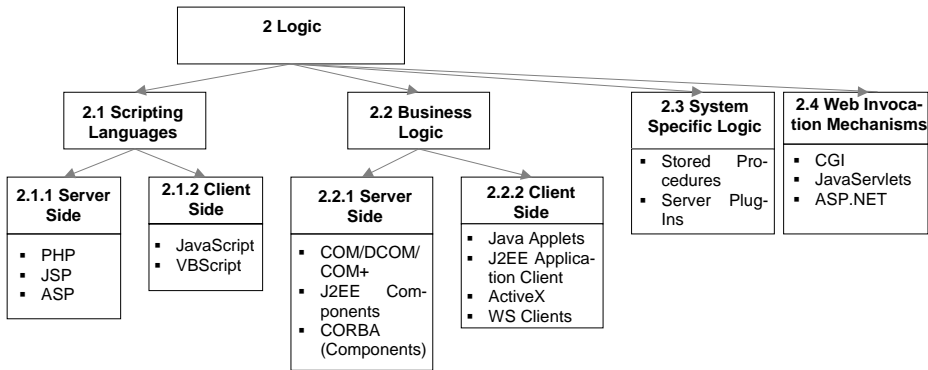 2 Logic
2.1 Scripting
Languages
2.2 Business
Logic
2.3 System
Specific Logic
▪ Stored Pro-
cedures
▪ Server Plug-
Ins
2.4 Web Invoca-
tion Mechanisms
▪ CGI
▪ JavaServlets
▪ ASP.NET
2.1.1 Server
Side
▪ PHP
▪ JSP
▪ ASP
2.1.2 Client
Side
▪ JavaScript
▪ VBScript
2.2.1 Server
Side
▪ COM/DCOM/
COM+
▪ J2EE Com-
ponents
▪ CORBA
(Components)
2.2.2 Client
Side
▪ Java Applets
▪ J2EE Applica-
tion Client
▪ ActiveX
▪ WS Clients